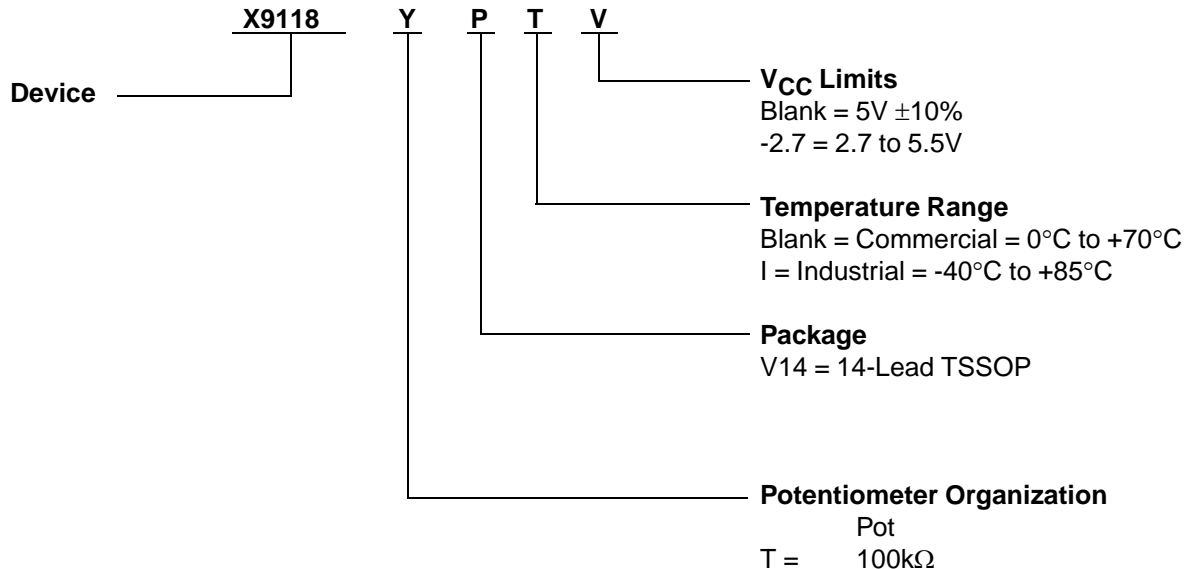 X9118 Y P T V
Device
VCC Limits
Blank = 5V ±10%
-2.7 = 2.7 to 5.5V
Temperature Range
Blank = Commercial = 0°C to +70°C
I = Industrial = -40°C to +85°C
Package
V14 = 14-Lead TSSOP
Potentiometer Organization
Pot
T = 100kΩ